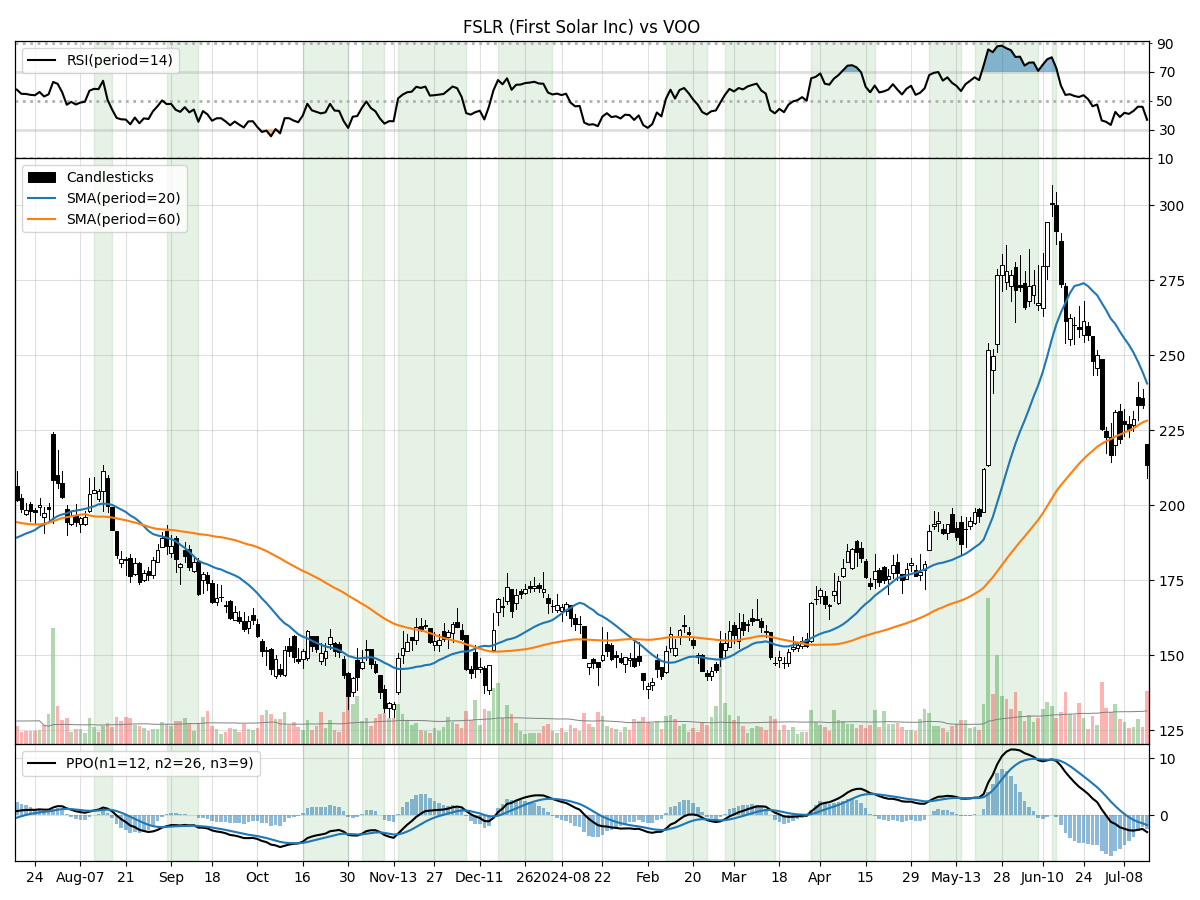 FSLR (First Solar Inc) vs VOO
RSI(period=14)
90
70
50
30
10
Candlesticks
SMA(period=20)
SMA(period=60)
300
275
250
225
200
175
150
125
PPO(n1=12, n2=26, n3=9)
10
0
24 Aug-07 21 Sep 18 Oct 16 30 Nov-13 27 Dec-11 26 2024-08 22 Feb 20 Mar 18 Apr 15 29 May-13 28 Jun-10 24 Jul-08